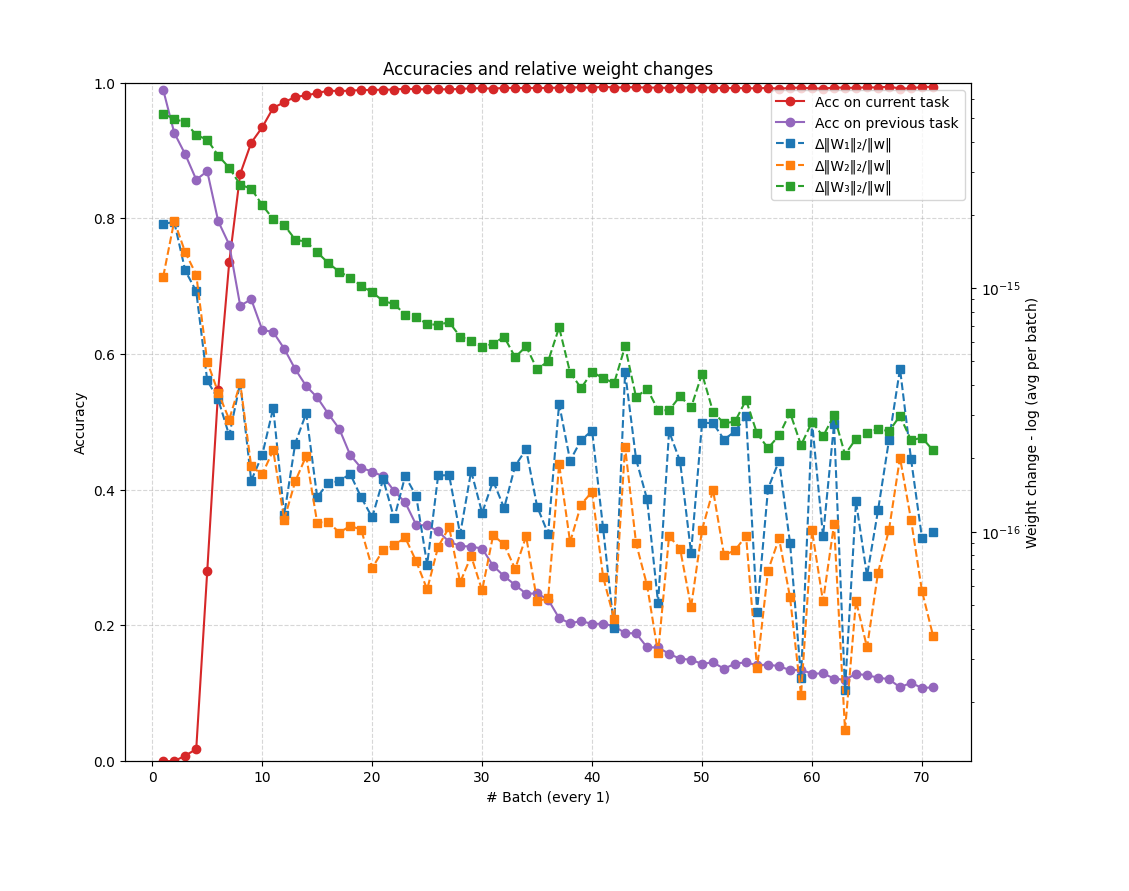 Accuracies and relative weight changes
1.0
0.8
0.6
0.4
0.2
0.0
Accuracy
0
10
20
30
40
50
60
70
# Batch (every 1)
10⁻¹⁵
10⁻¹⁶
Weight change - log (avg per batch)
Acc on current task
Acc on previous task
Δ‖W₁‖₂/‖w‖
Δ‖W₂‖₂/‖w‖
Δ‖W₃‖₂/‖w‖